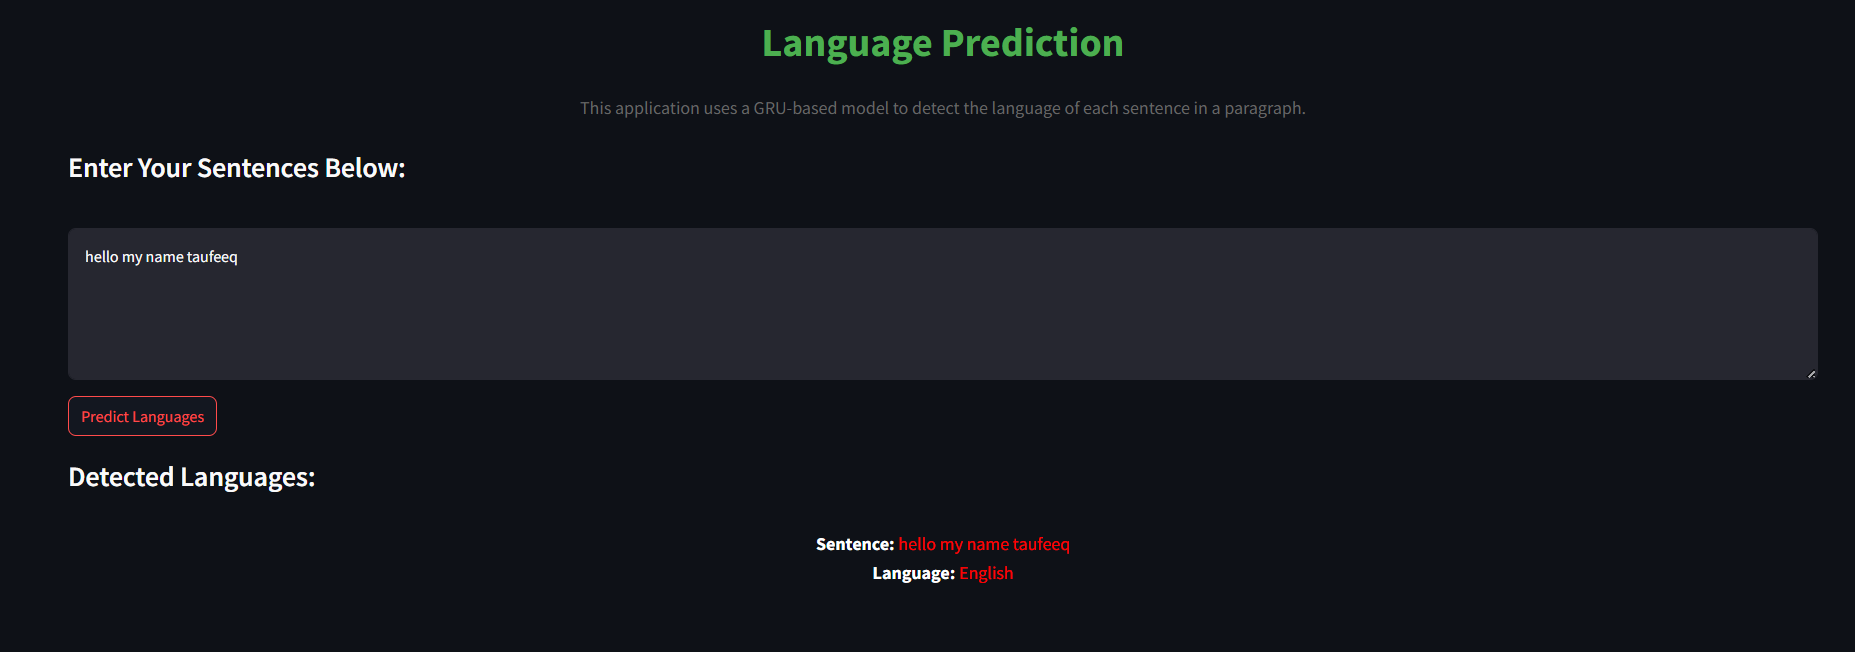 Language Prediction
This application uses a GRU-based model to detect the language of each sentence in a paragraph.
Enter Your Sentences Below:
hello my name taufeeq
Predict Languages
Detected Languages:
Sentence: hello my name taufeeq
Language: English